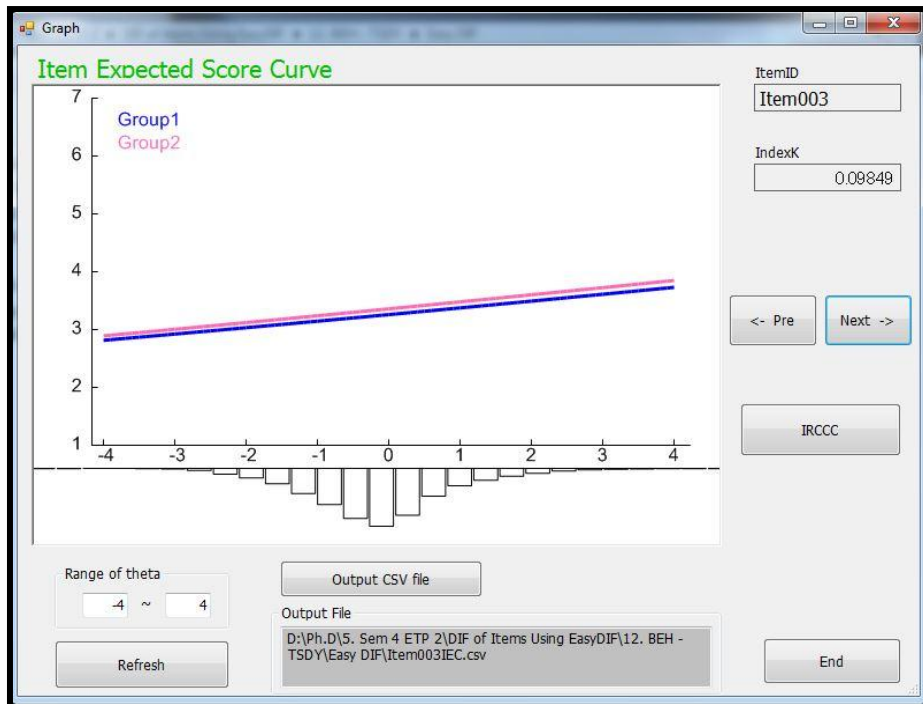 Graph
Item Expected Score Curve
7
Group1
Group2
6
5
4
3
2
1
-4 -3 -2 -1 0 1 2 3 4
ItemID
Item003
IndexK
0.09849
<- Pre Next ->
IRCCC
Range of theta
-4 ~ 4
Refresh
Output CSV file
Output File
D:\Ph.D\5. Sem 4 ETP 2\DIF of Items Using EasyDIF\12. BEH -
TSDY\Easy DIF\Item003IEC.csv
End